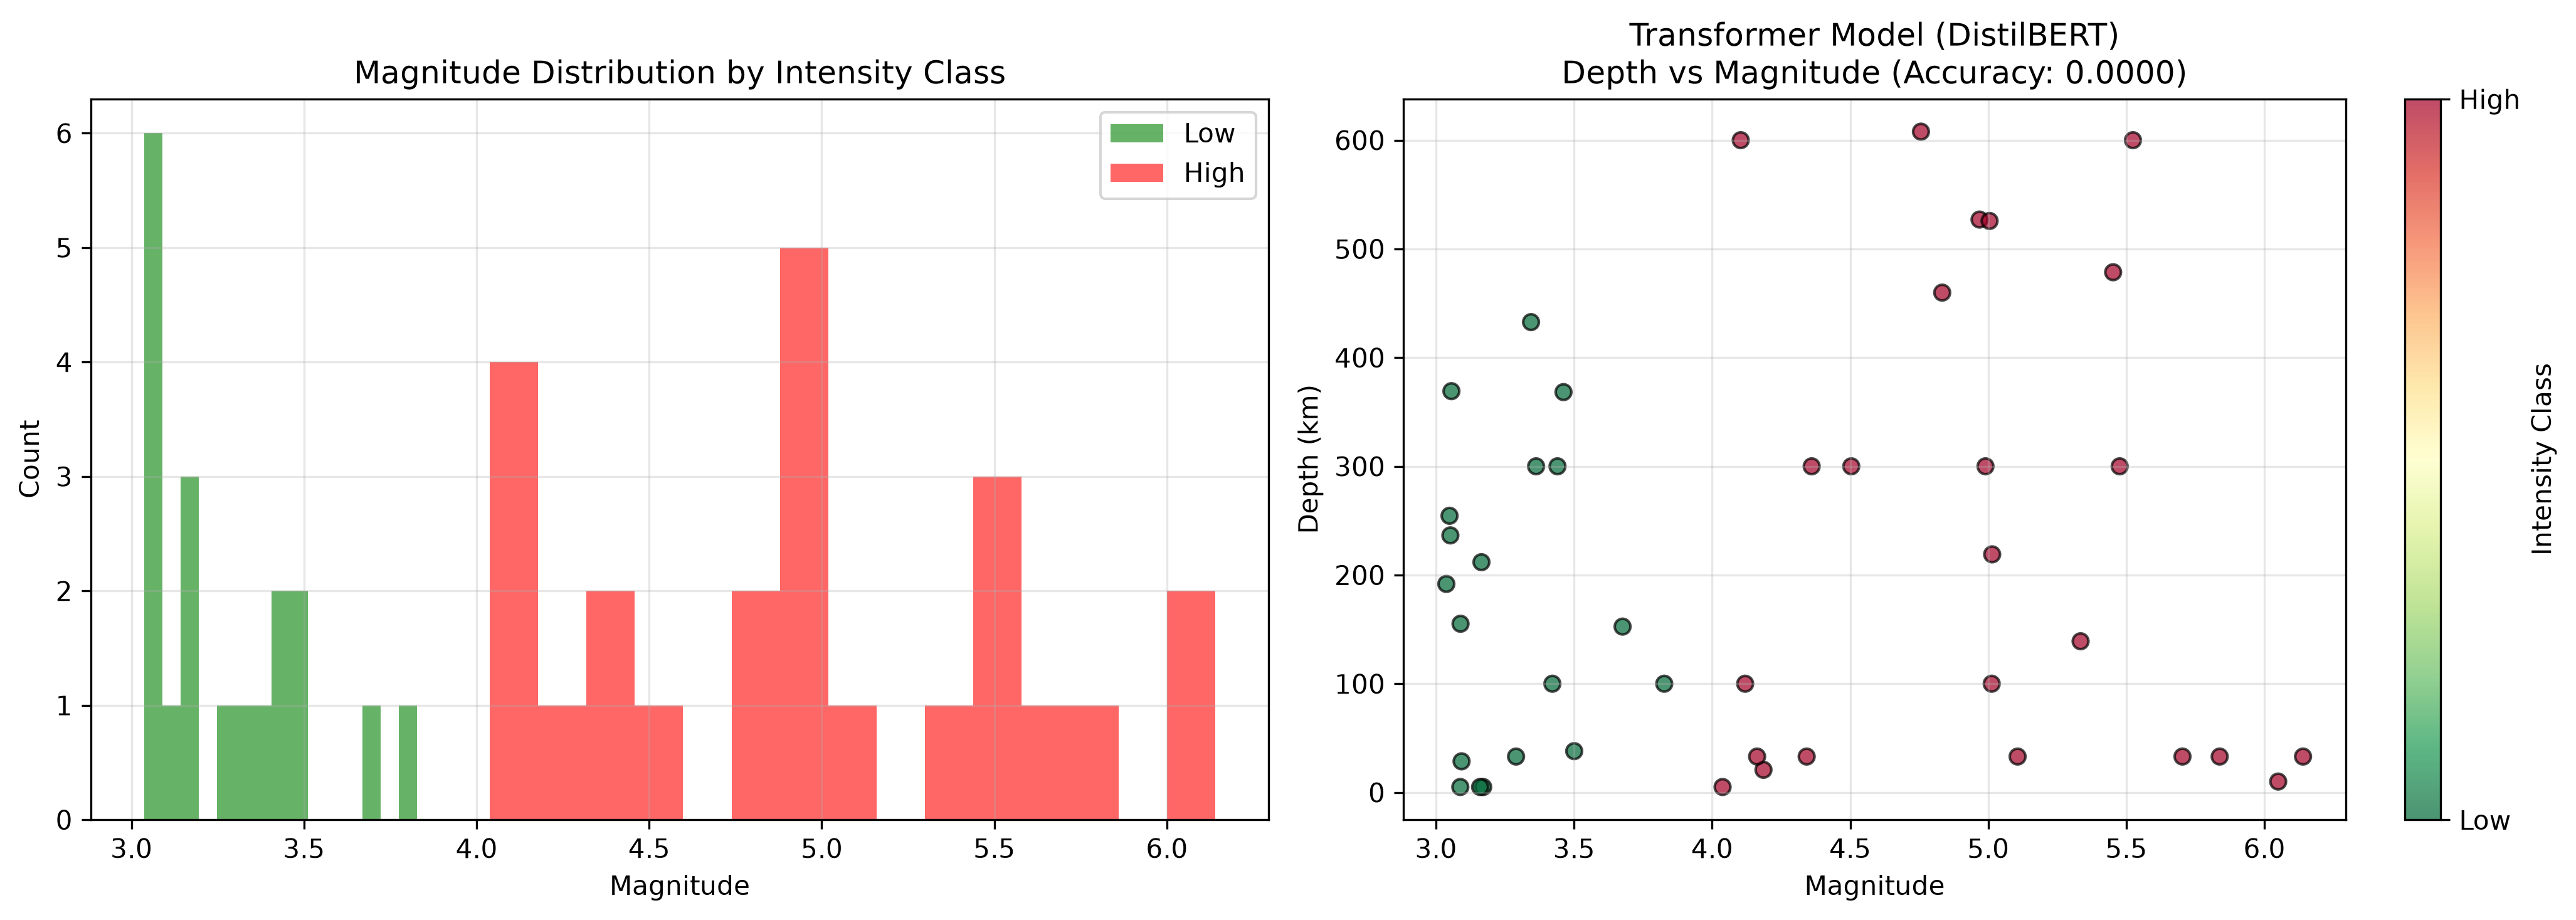 Magnitude Distribution by Intensity Class
Low
High
6
5
4
3
2
1
0
Count
3.0 3.5 4.0 4.5 5.0 5.5 6.0
Magnitude
Transformer Model (DistilBERT)
Depth vs Magnitude (Accuracy: 0.0000)
600
500
400
300
200
100
0
Depth (km)
3.0 3.5 4.0 4.5 5.0 5.5 6.0
Magnitude
High
Low
Intensity Class